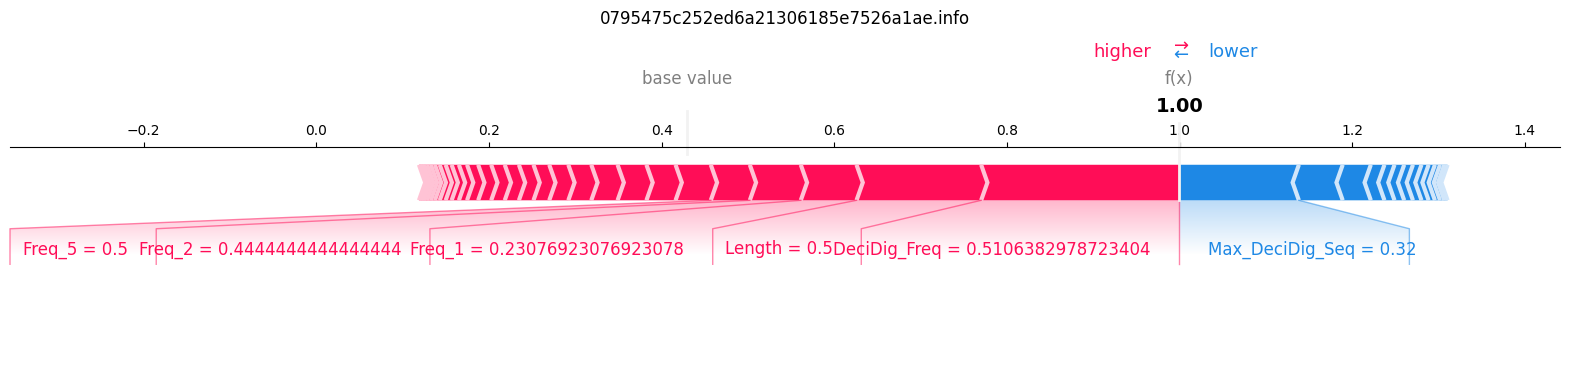 0795475c252ed6a21306185e7526a1ae.info
higher ⇄ lower
base value f(x)
1.00
−0.2 0.0 0.2 0.4 0.6 0.8 1.0 1.2 1.4
Freq_5 = 0.5 Freq_2 = 0.4444444444444444 Freq_1 = 0.23076923076923078 Length = 0.5 DeciDig_Freq = 0.5106382978723404 Max_DeciDig_Seq = 0.32